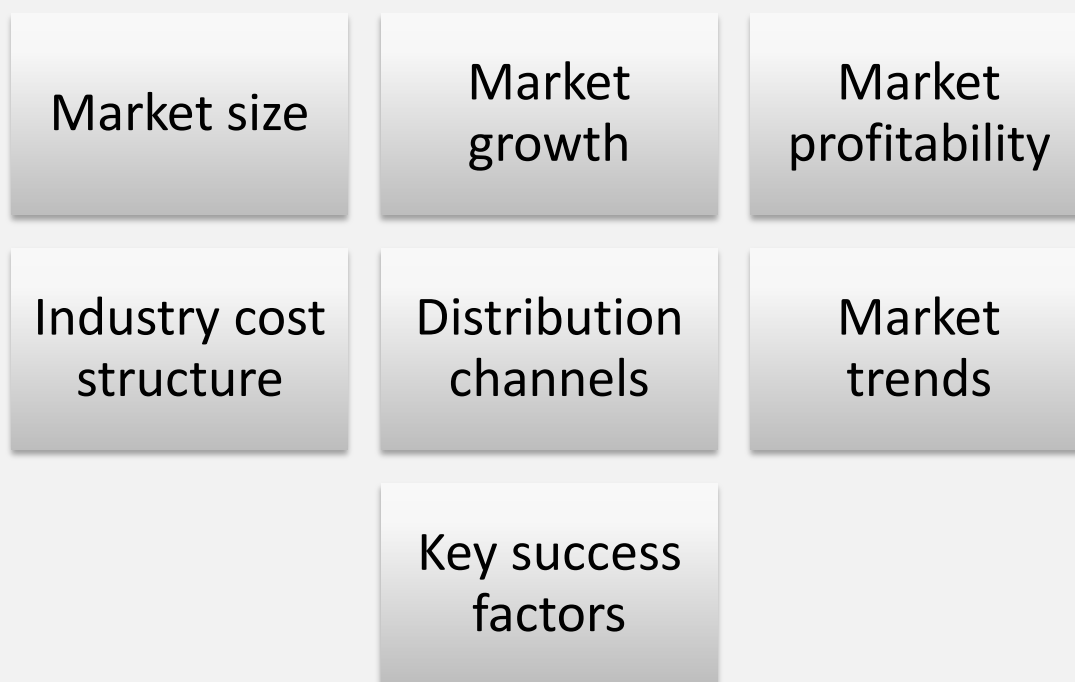 Market size
Market
growth
Market
profitability
Industry cost
structure
Distribution
channels
Market
trends
Key success
factors